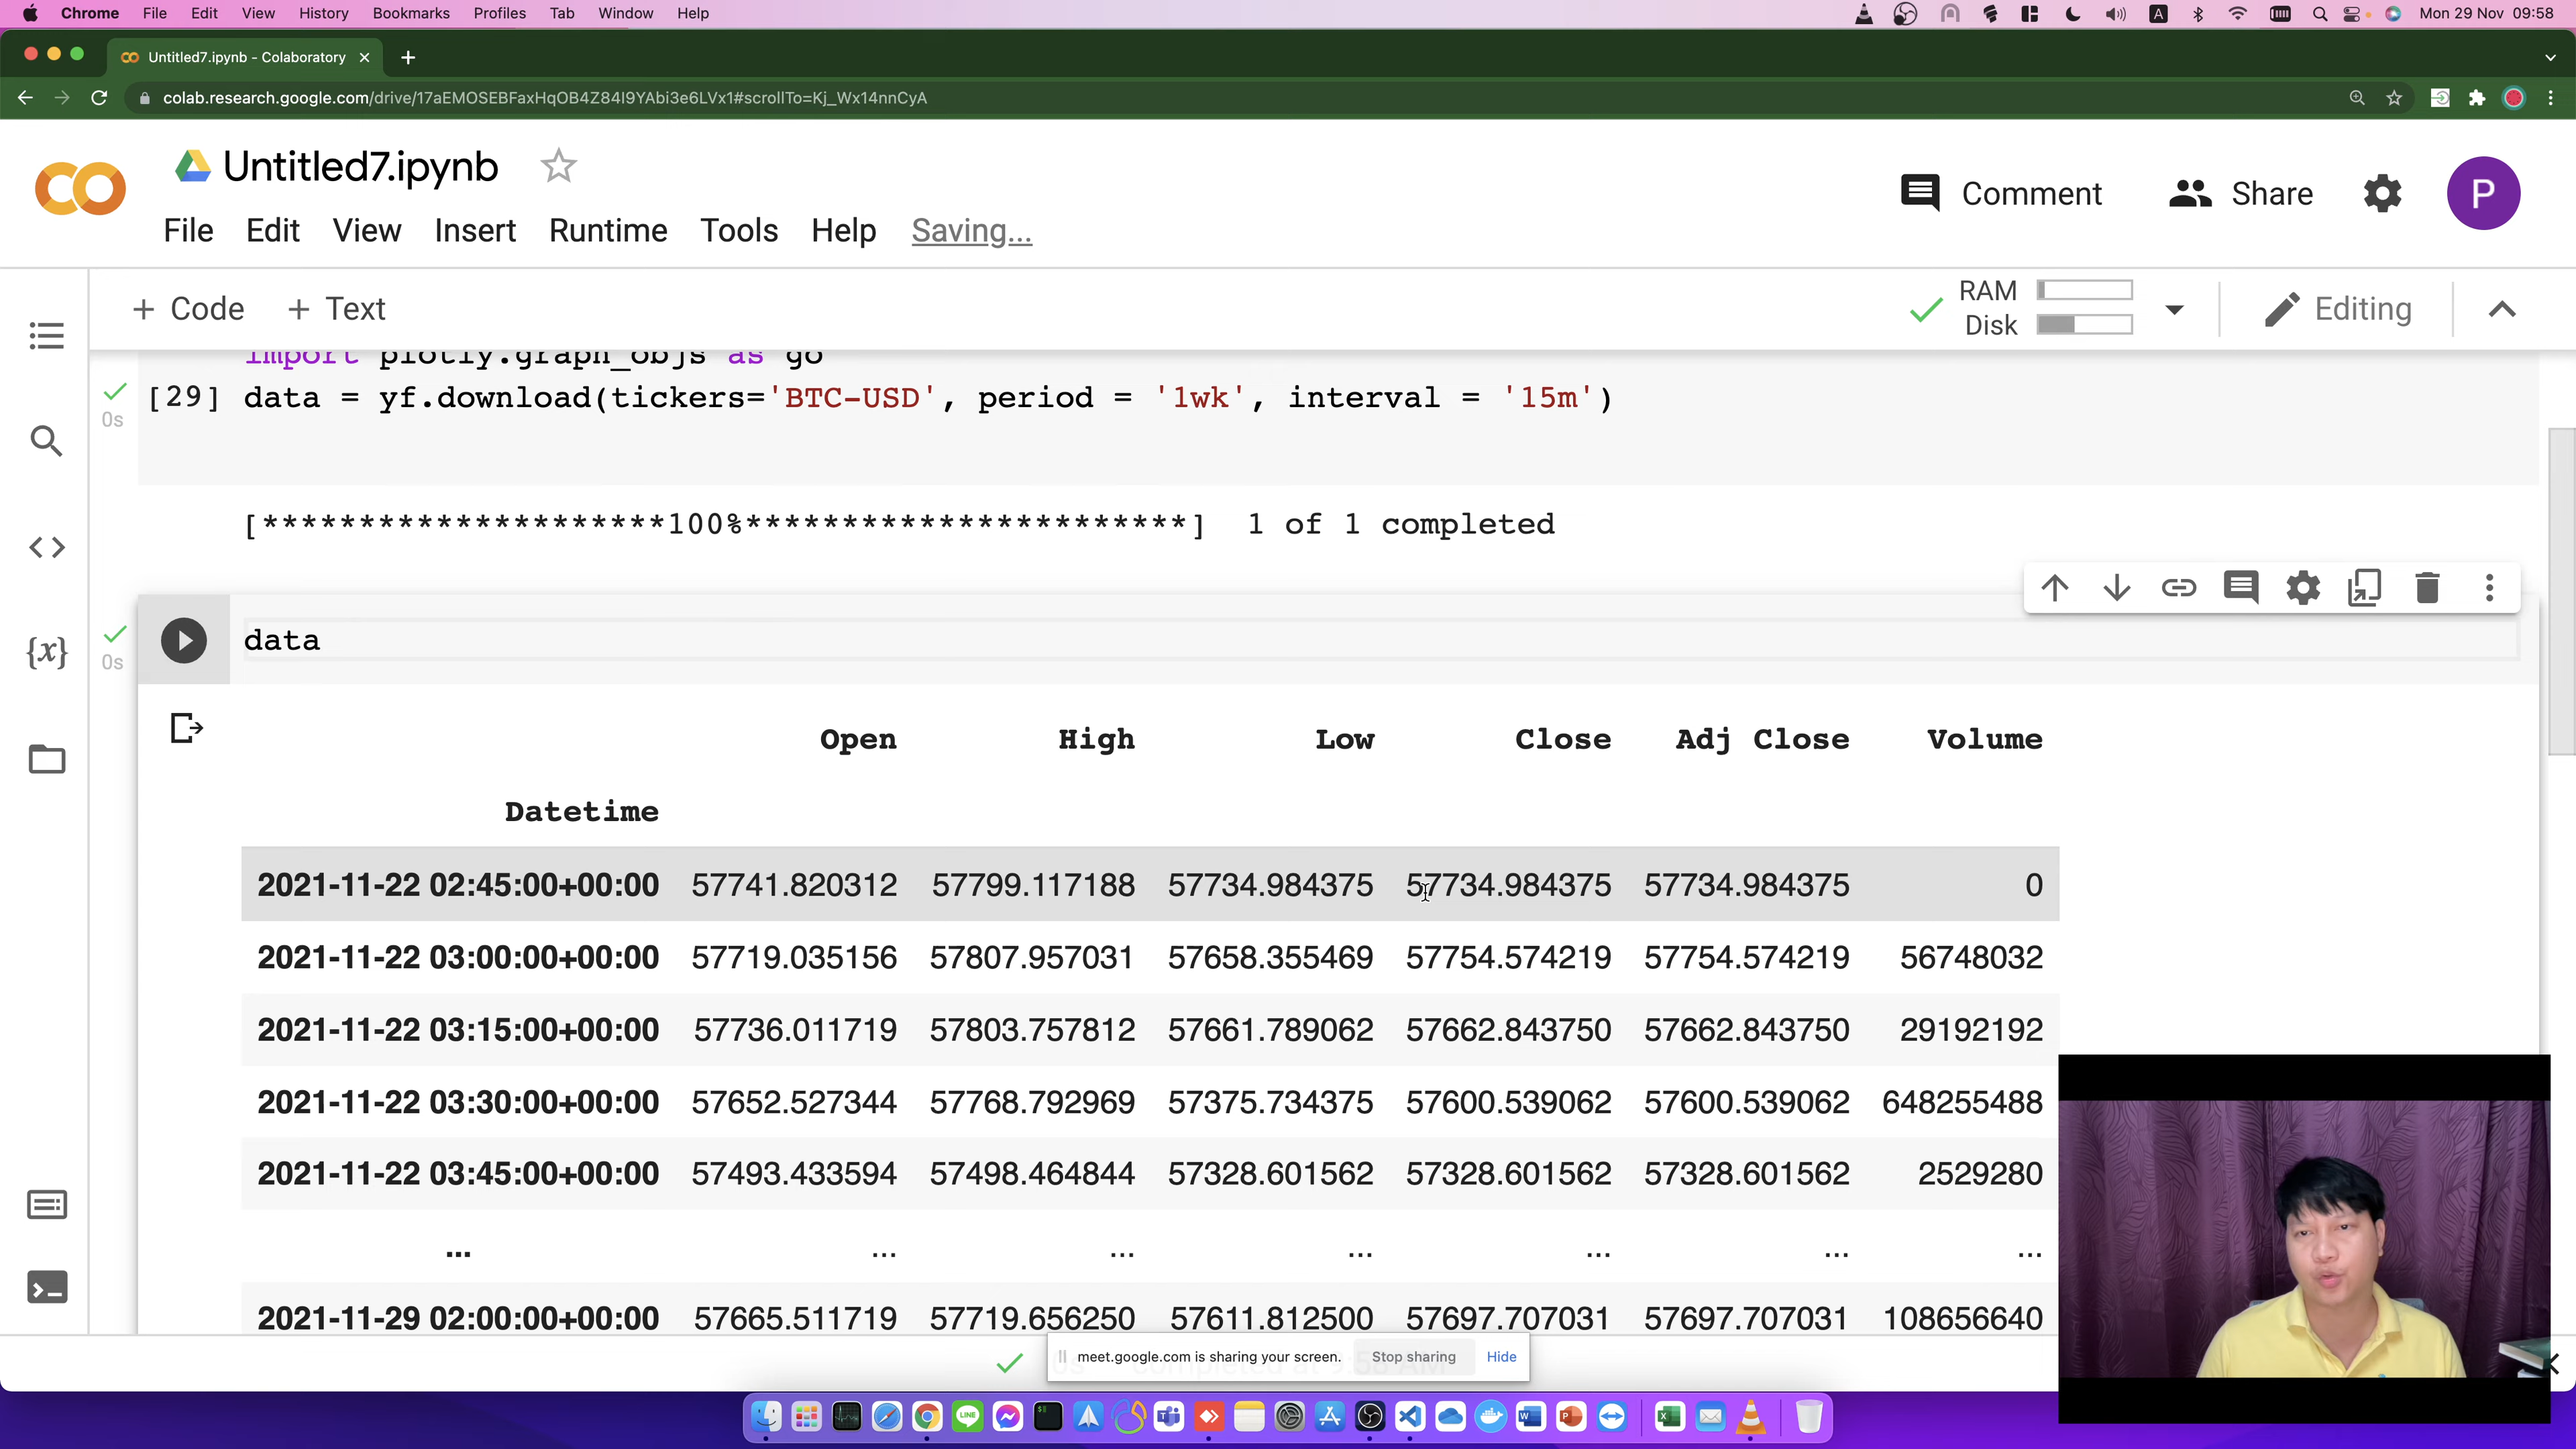 Chrome File Edit View History Bookmarks Profiles Tab Window Help Mon 29 Nov 09:58
Untitled7.ipynb - Colaboratory
colab.research.google.com/drive/17aEMOSEBFaxHqOB4Z84I9YAbi3e6LVx1#scrollTo=Kj_Wx14nnCyA
Untitled7.ipynb
Comment Share P
File Edit View Insert Runtime Tools Help Saving...
+ Code + Text
RAM
Disk
Editing
import plotly.graph_objs as go
[29] data = yf.download(tickers='BTC-USD', period = '1wk', interval = '15m')
0s
[*********************100%***********************] 1 of 1 completed
data
0s
Open High Low Close Adj Close Volume
Datetime
2021-11-22 02:45:00+00:00 57741.820312 57799.117188 57734.984375 57734.984375 57734.984375 0
2021-11-22 03:00:00+00:00 57719.035156 57807.957031 57658.355469 57754.574219 57754.574219 56748032
2021-11-22 03:15:00+00:00 57736.011719 57803.757812 57661.789062 57662.843750 57662.843750 29192192
2021-11-22 03:30:00+00:00 57652.527344 57768.792969 57375.734375 57600.539062 57600.539062 648255488
2021-11-22 03:45:00+00:00 57493.433594 57498.464844 57328.601562 57328.601562 57328.601562 2529280
... ... ... ... ... ... ...
2021-11-29 02:00:00+00:00 57665.511719 57719.656250 57611.812500 57697.707031 57697.707031 108656640
meet.google.com is sharing your screen. Stop sharing Hide